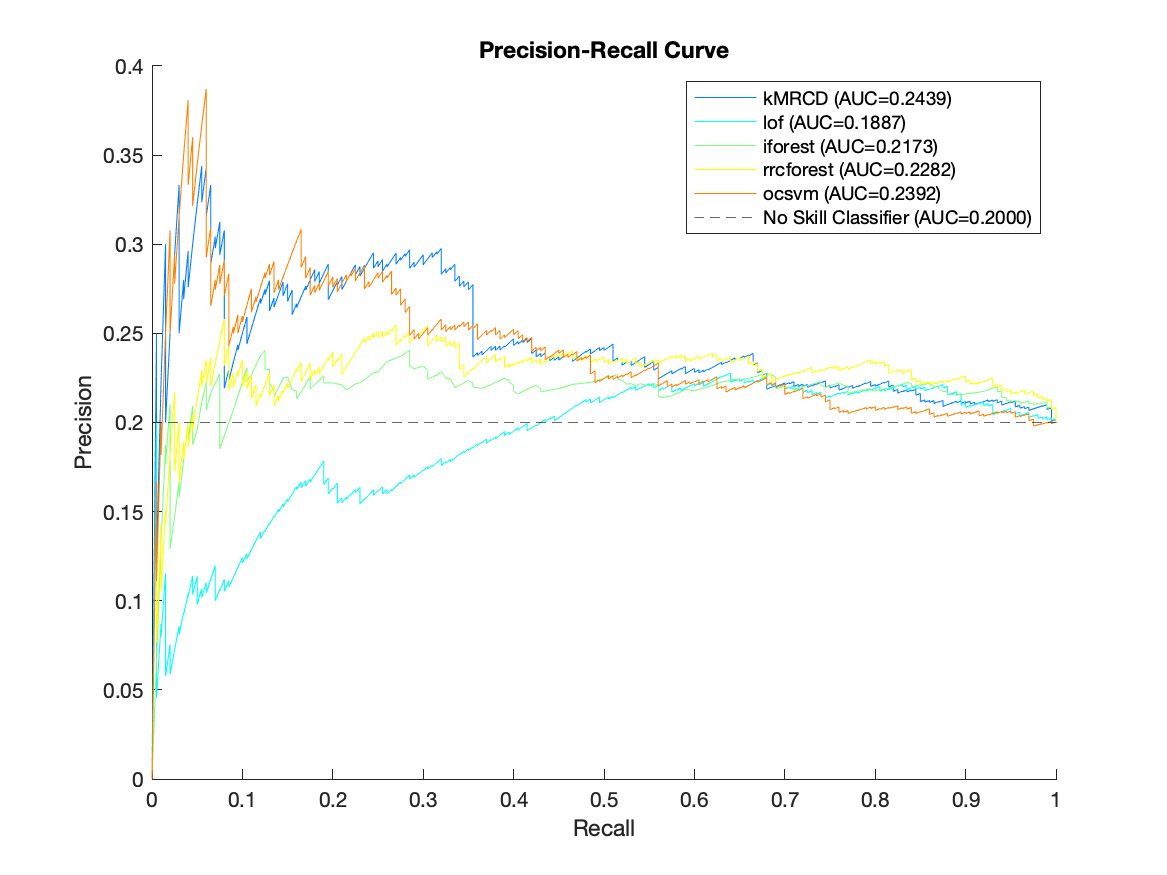 Precision-Recall Curve
kMRCD (AUC=0.2439)
lof (AUC=0.1887)
iforest (AUC=0.2173)
rrcforest (AUC=0.2282)
ocsvm (AUC=0.2392)
No Skill Classifier (AUC=0.2000)
Precision
0.4
0.35
0.3
0.25
0.2
0.15
0.1
0.05
0
0 0.1 0.2 0.3 0.4 0.5 0.6 0.7 0.8 0.9 1
Recall